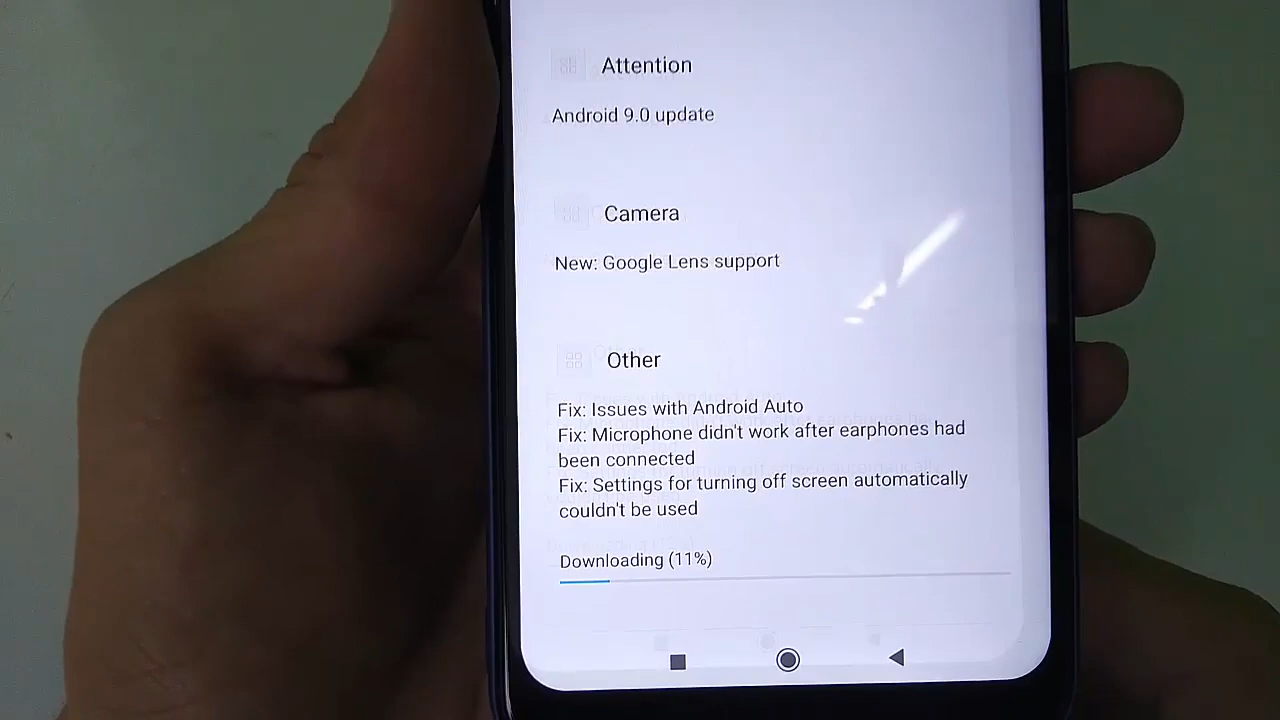 Attention
Android 9.0 update
Camera
New: Google Lens support
Other
Fix: Issues with Android Auto
Fix: Microphone didn't work after earphones had
been connected
Fix: Settings for turning off screen automatically
couldn't be used
Downloading (11%)